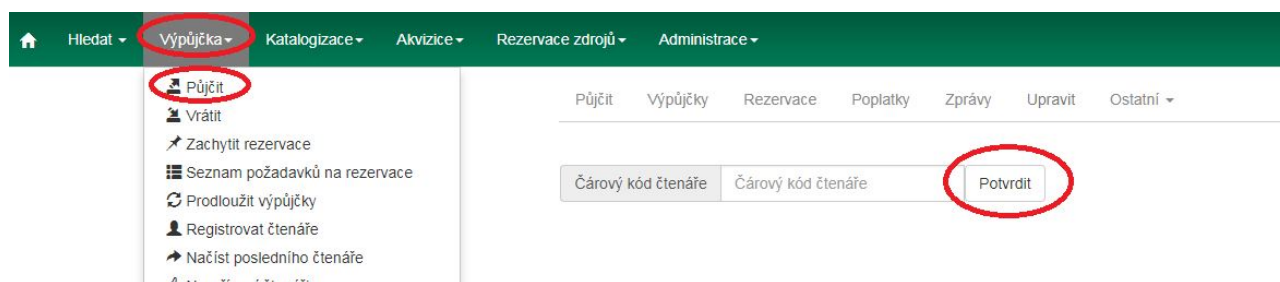 Hledat Výpůjčka Katalogizace Akvizice Rezervace zdrojů Administrace
Půjčit
Vrátit
Zachytit rezervace
Seznam požadavků na rezervace
Prodloužit výpůjčky
Registrovat čtenáře
Načíst posledního čtenáře
Půjčit Výpůjčky Rezervace Poplatky Zprávy Upravit Ostatní
Čárový kód čtenáře Čárový kód čtenáře Potvrdit